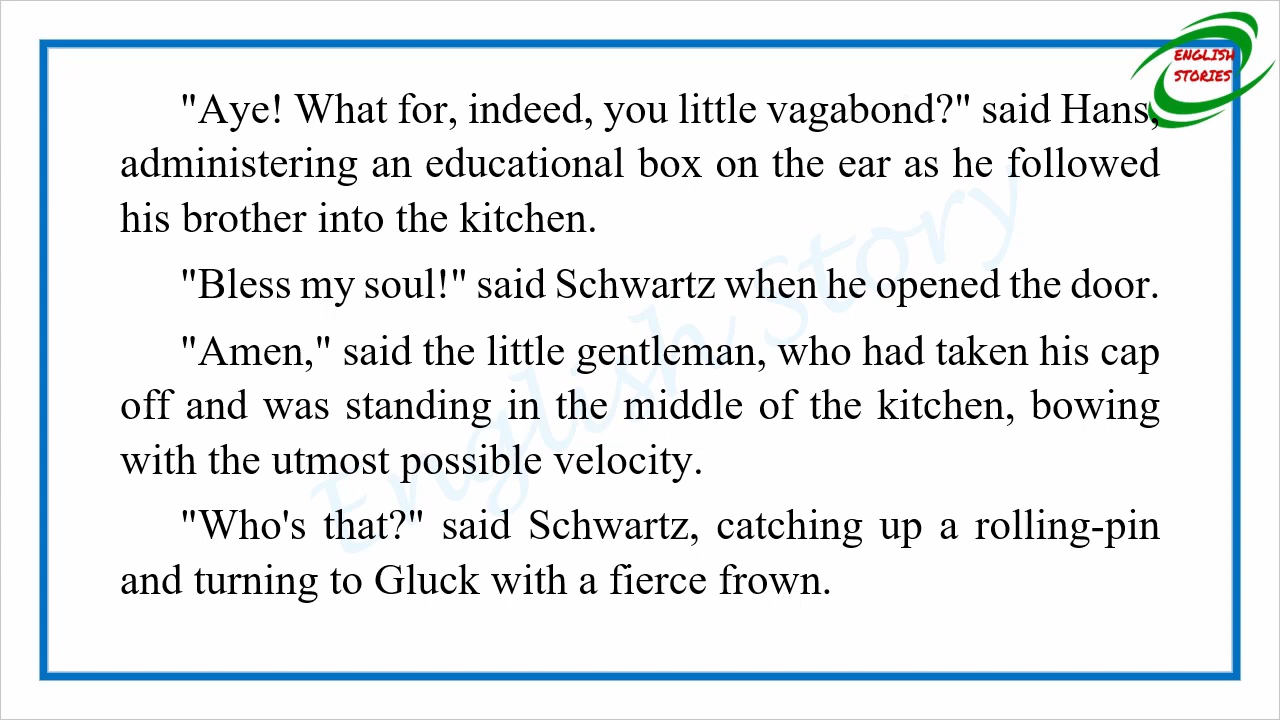 ENGLISH
STORIES
"Aye! What for, indeed, you little vagabond?" said Hans,
administering an educational box on the ear as he followed
his brother into the kitchen.
"Bless my soul!" said Schwartz when he opened the door.
"Amen," said the little gentleman, who had taken his cap
off and was standing in the middle of the kitchen, bowing
with the utmost possible velocity.
"Who's that?" said Schwartz, catching up a rolling-pin
and turning to Gluck with a fierce frown.
English Story